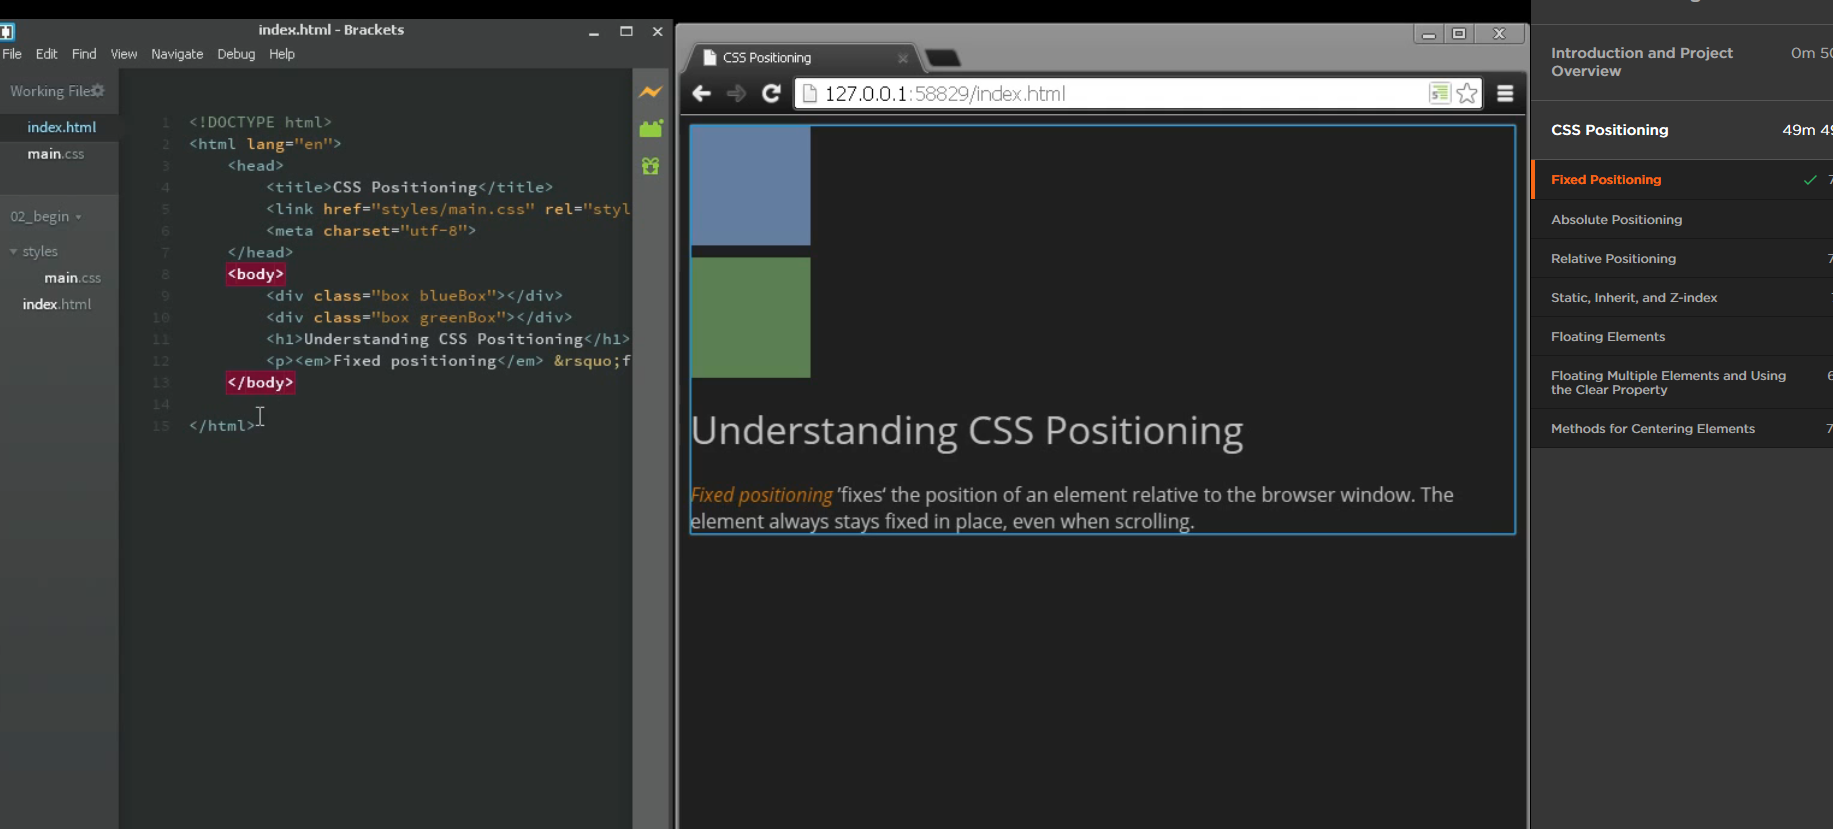 index.html - Brackets
File Edit Find View Navigate Debug Help
Working Files
index.html
main.css
02_begin
styles
main.css
index.html
1 <!DOCTYPE html>
2 <html lang="en">
3 <head>
4 <title>CSS Positioning</title>
5 <link href="styles/main.css" rel="styl
6 <meta charset="utf-8">
7 </head>
8 <body>
9 <div class="box blueBox"></div>
10 <div class="box greenBox"></div>
11 <h1>Understanding CSS Positioning</h1>
12 <p><em>Fixed positioning</em> &rsquo;f
13 </body>
14
15 </html>
CSS Positioning
127.0.0.1:58829/index.html
Understanding CSS Positioning
Fixed positioning ’fixes‘ the position of an element relative to the browser window. The
element always stays fixed in place, even when scrolling.
Introduction and Project 0m 50
Overview
CSS Positioning 49m 49
Fixed Positioning 7
Absolute Positioning
Relative Positioning 7
Static, Inherit, and Z-index
Floating Elements
Floating Multiple Elements and Using 6
the Clear Property
Methods for Centering Elements 7